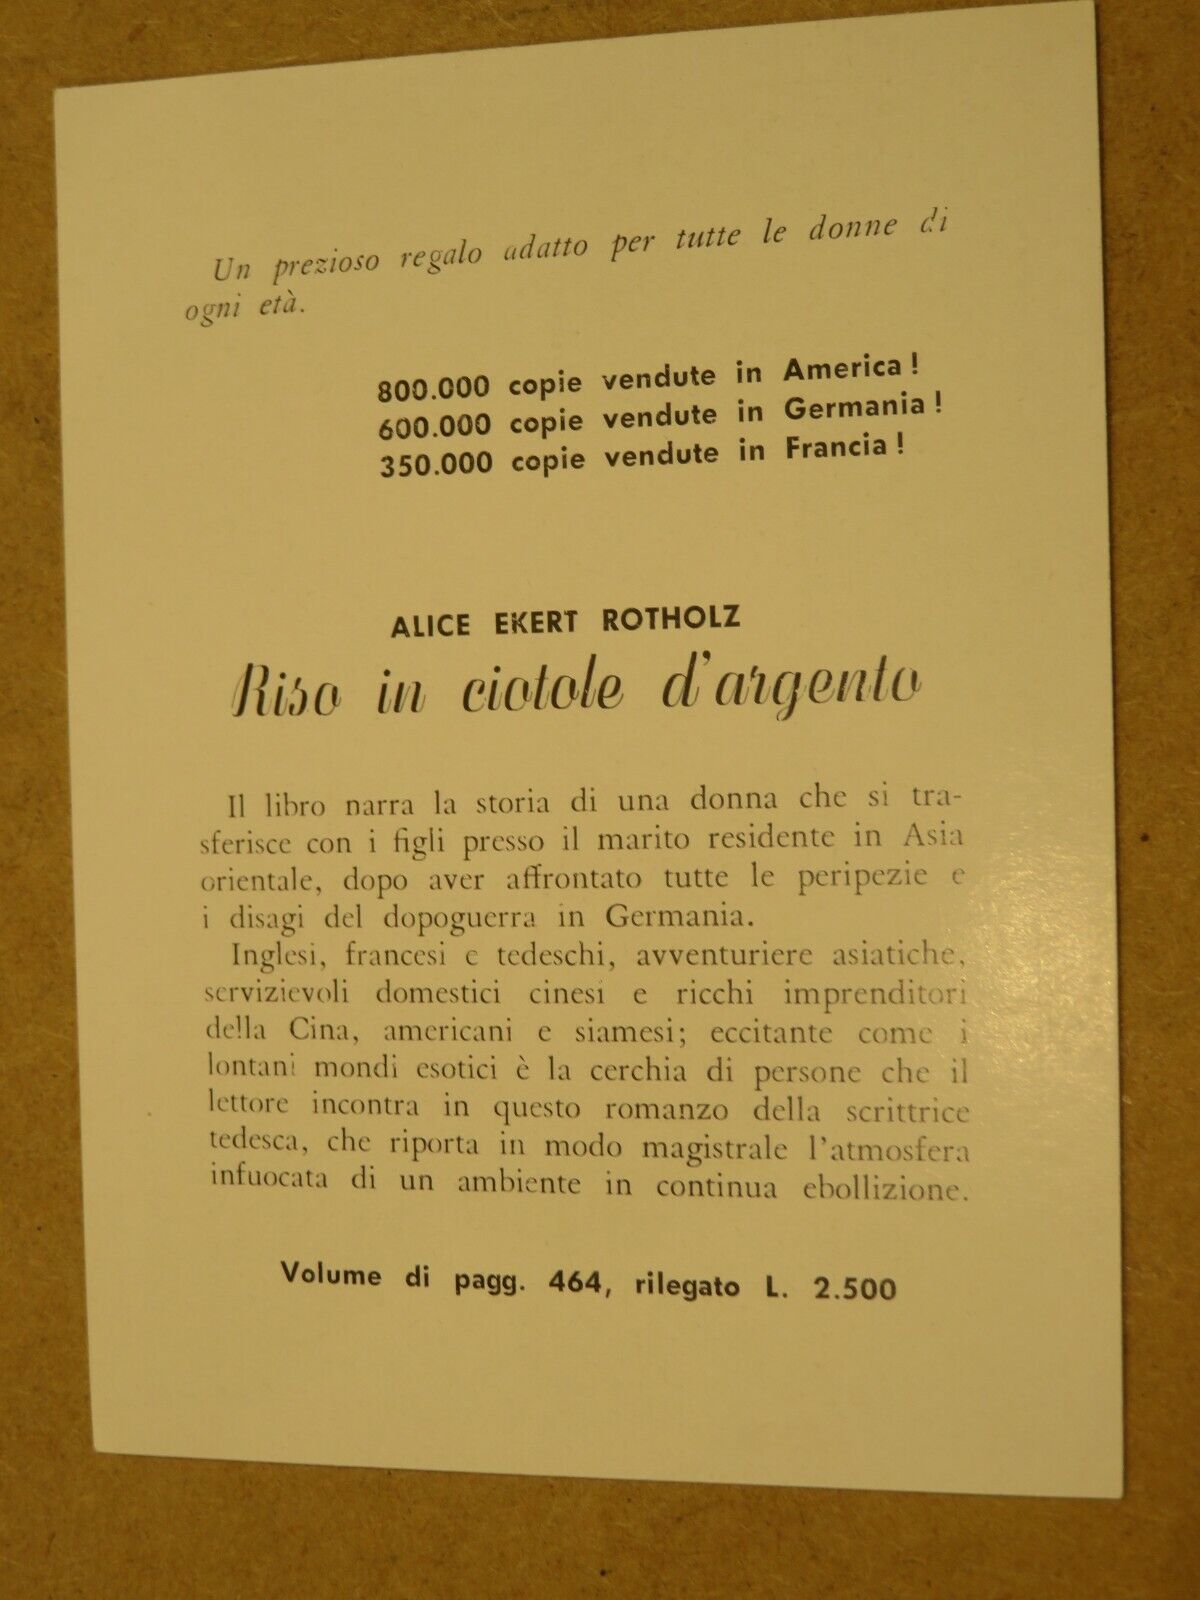 Un prezioso regalo adatto per tutte le donne di
ogni età.
800.000 copie vendute in America !
600.000 copie vendute in Germania !
350.000 copie vendute in Francia !
ALICE EKERT ROTHOLZ
Riso in ciotole d'argento
Il libro narra la storia di una donna che si tra-
sferisce con i figli presso il marito residente in Asia
orientale, dopo aver affrontato tutte le peripezie e
i disagi del dopoguerra in Germania.
Inglesi, francesi e tedeschi, avventuriere asiatiche,
servizievoli domestici cinesi e ricchi imprenditori
della Cina, americani e siamesi; eccitante come i
lontani mondi esotici è la cerchia di persone che il
lettore incontra in questo romanzo della scrittrice
tedesca, che riporta in modo magistrale l'atmosfera
infuocata di un ambiente in continua ebollizione.
Volume di pagg. 464, rilegato L. 2.500